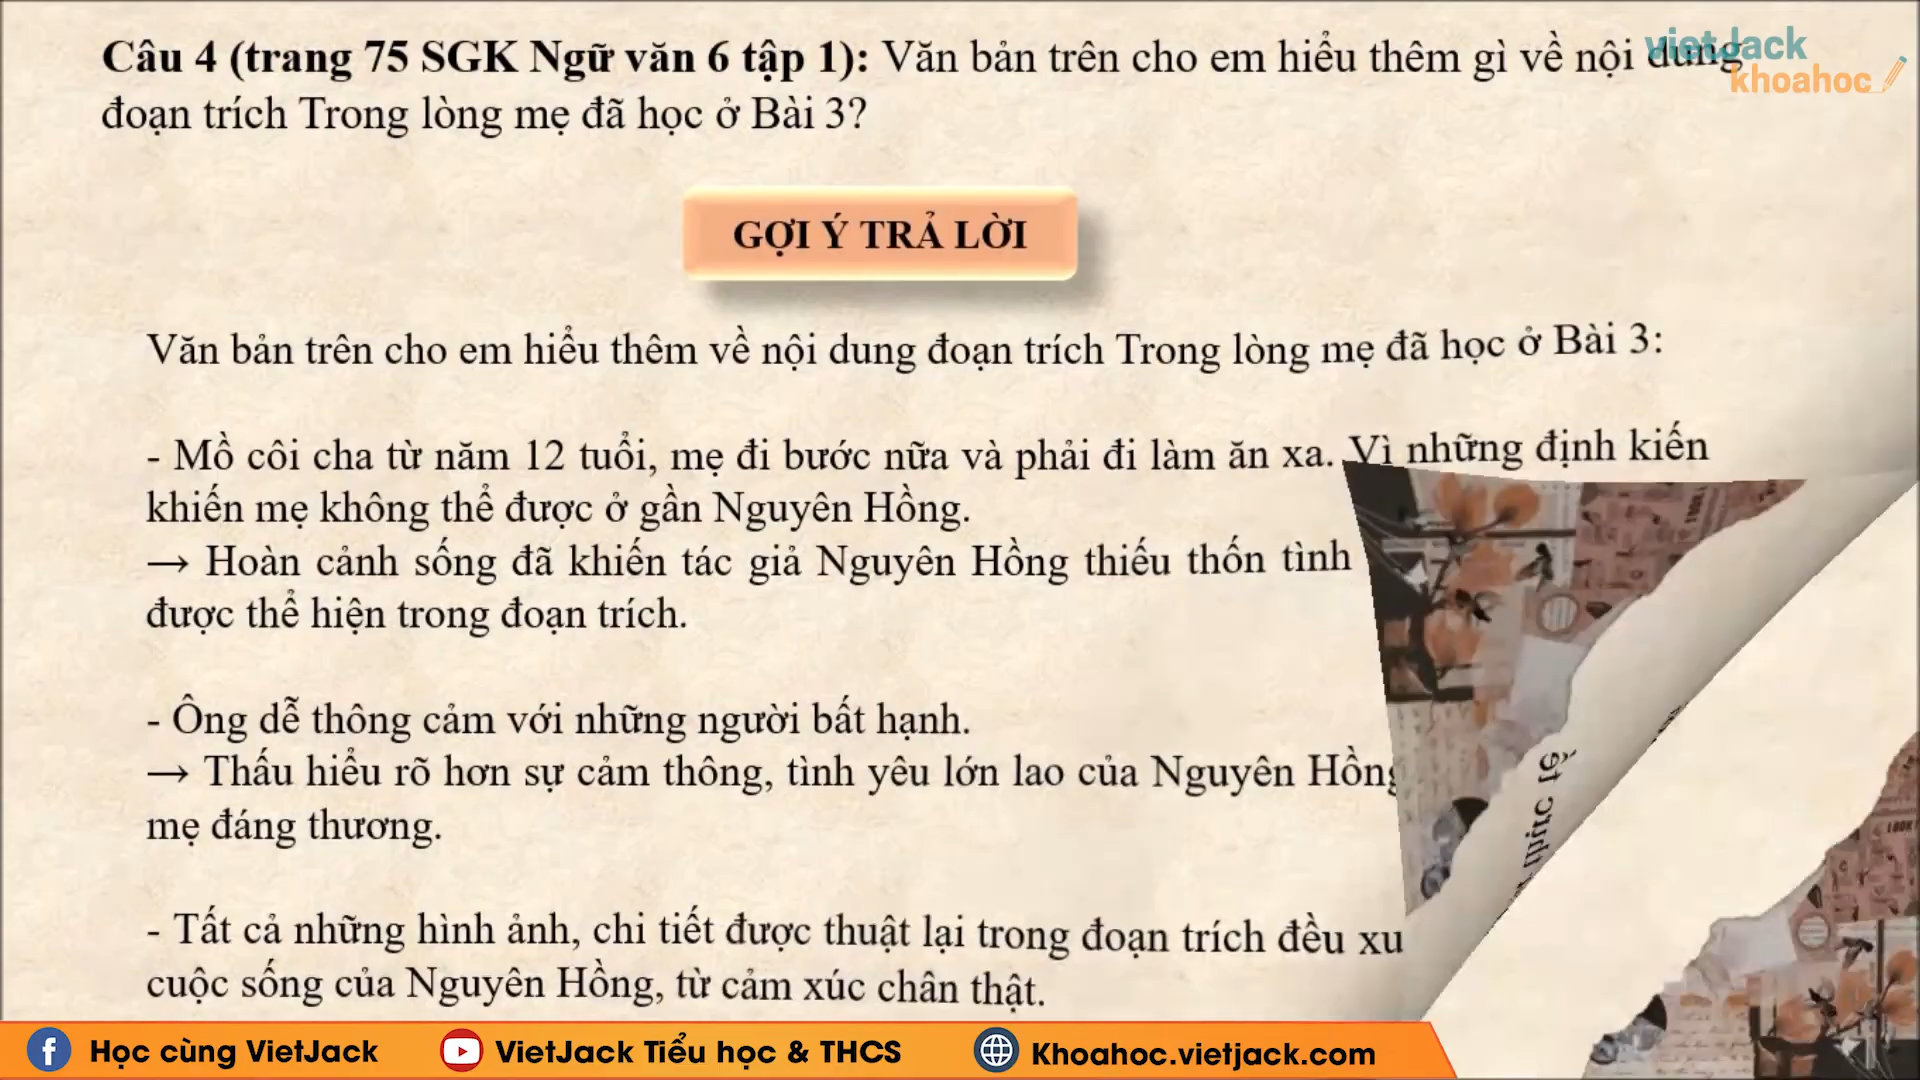 Câu 4 (trang 75 SGK Ngữ văn 6 tập 1): Văn bản trên cho em hiểu thêm gì về nội dung
vietJack
khoahoc
đoạn trích Trong lòng mẹ đã học ở Bài 3?
GỢI Ý TRẢ LỜI
Văn bản trên cho em hiểu thêm về nội dung đoạn trích Trong lòng mẹ đã học ở Bài 3:
- Mồ côi cha từ năm 12 tuổi, mẹ đi bước nữa và phải đi làm ăn xa. Vì những định kiến
khiến mẹ không thể được ở gần Nguyên Hồng.
→ Hoàn cảnh sống đã khiến tác giả Nguyên Hồng thiếu thốn tình
được thể hiện trong đoạn trích.
- Ông dễ thông cảm với những người bất hạnh.
→ Thấu hiểu rõ hơn sự cảm thông, tình yêu lớn lao của Nguyên Hồng
mẹ đáng thương.
- Tất cả những hình ảnh, chi tiết được thuật lại trong đoạn trích đều xu
cuộc sống của Nguyên Hồng, từ cảm xúc chân thật.
thực tế
Học cùng VietJack
VietJack Tiểu học & THCS
Khoahoc.vietjack.com